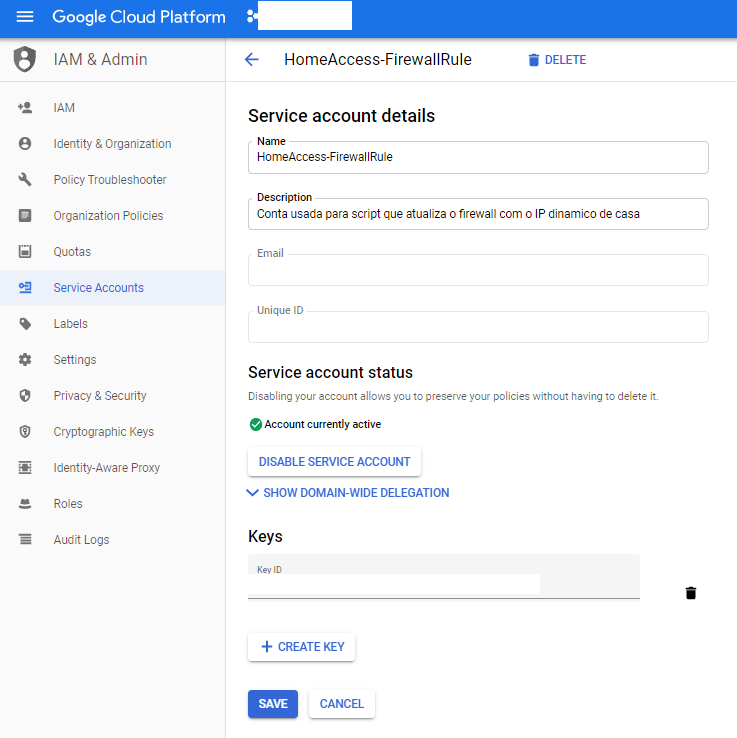 Google Cloud Platform
IAM & Admin
HomeAccess-FirewallRule
DELETE
IAM
Identity & Organization
Policy Troubleshooter
Organization Policies
Quotas
Service Accounts
Labels
Settings
Privacy & Security
Cryptographic Keys
Identity-Aware Proxy
Roles
Audit Logs
Service account details
Name
HomeAccess-FirewallRule
Description
Conta usada para script que atualiza o firewall com o IP dinamico de casa
Email
Unique ID
Service account status
Disabling your account allows you to preserve your policies without having to delete it.
Account currently active
DISABLE SERVICE ACCOUNT
SHOW DOMAIN-WIDE DELEGATION
Keys
Key ID
CREATE KEY
SAVE
CANCEL